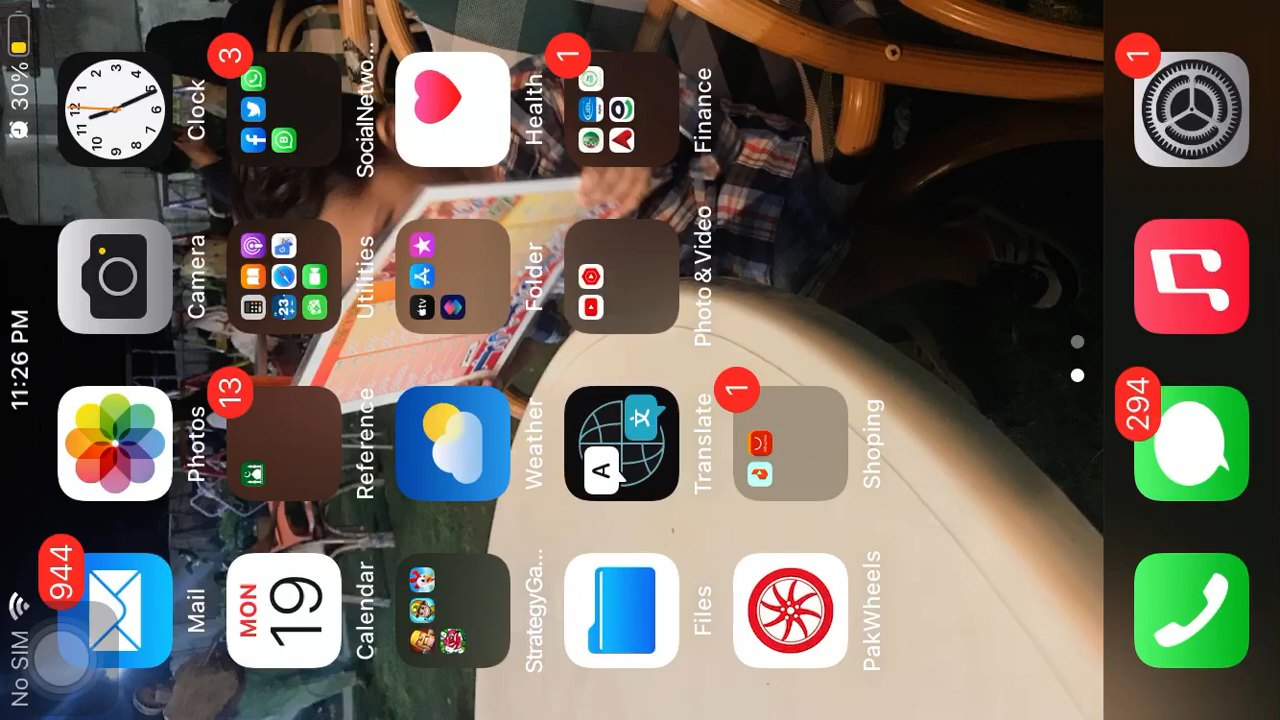 No SIM 11:26 PM 30%
944
Mail Photos Camera Clock
MON
19
13
3
Calendar Reference Utilities SocialNetwo...
StrategyGa... Weather Folder Health
1
A 文
Files Translate Photo & Video Finance
1
PakWheels Shoping
294
1